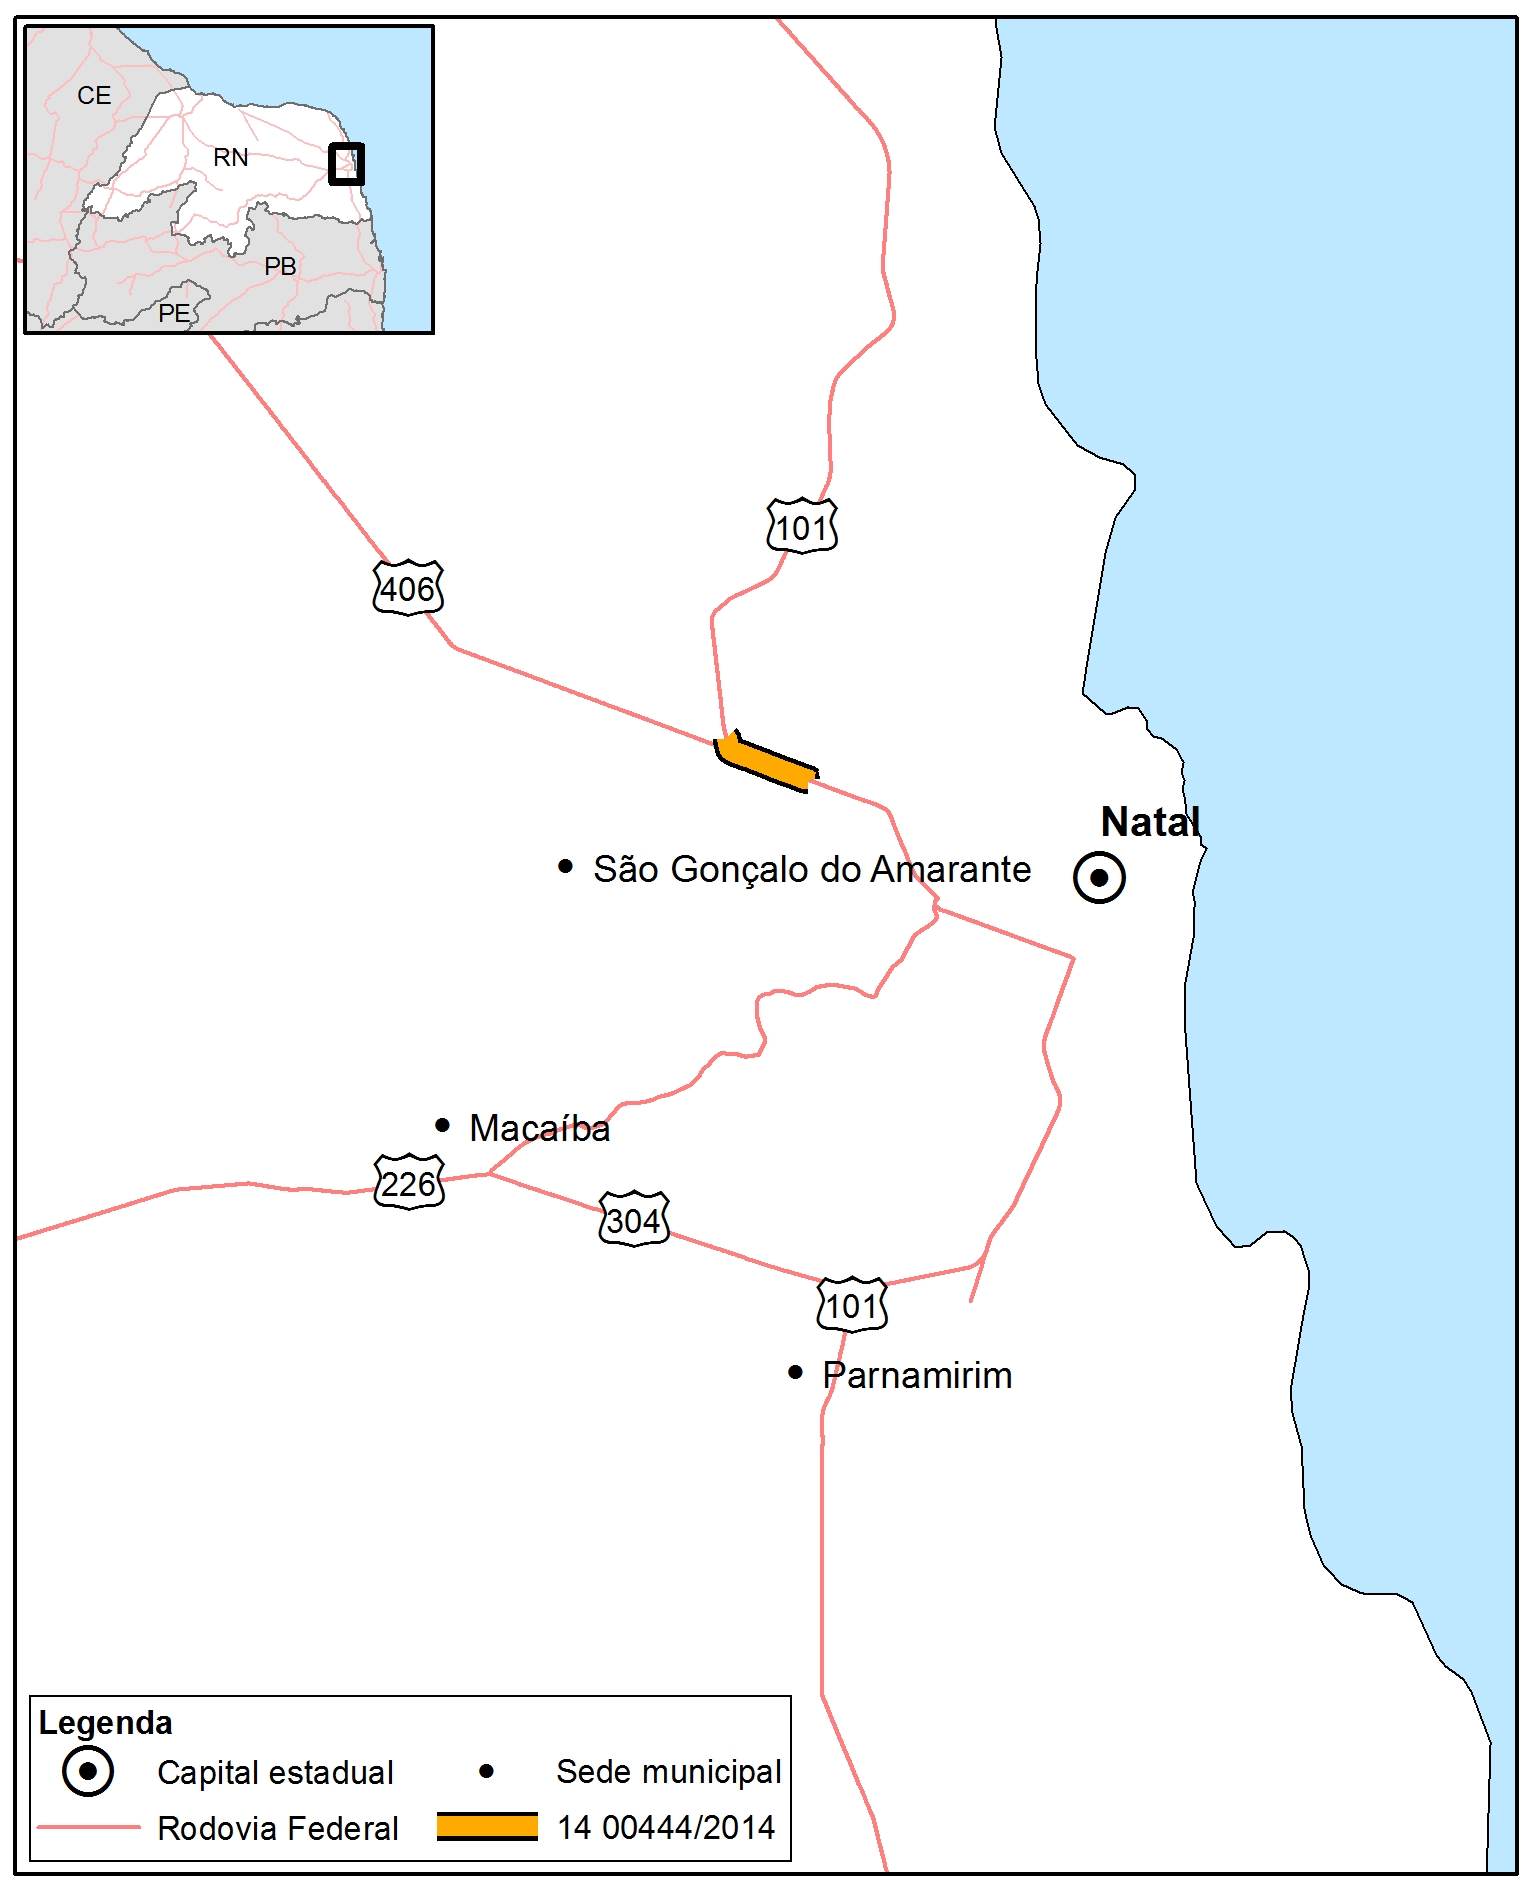 CE
RN
PB
PE
101
406
Natal
São Gonçalo do Amarante
Macaíba
226
304
101
Parnamirim
Legenda
Capital estadual
Sede municipal
Rodovia Federal
14 00444/2014